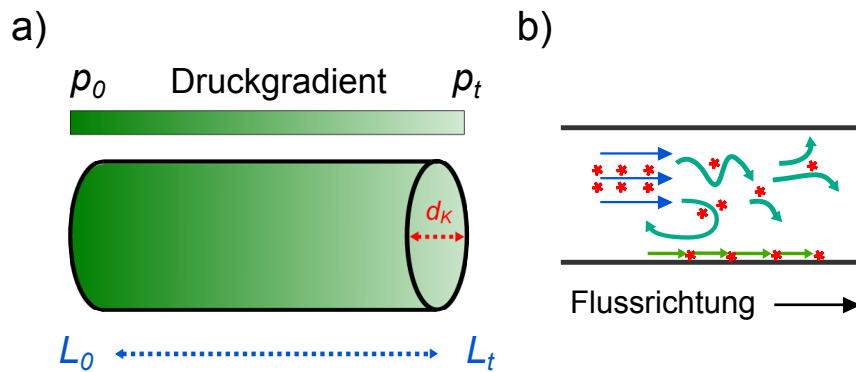 a)
p0 Druckgradient pt
dK
L0 Lt
b)
Flussrichtung